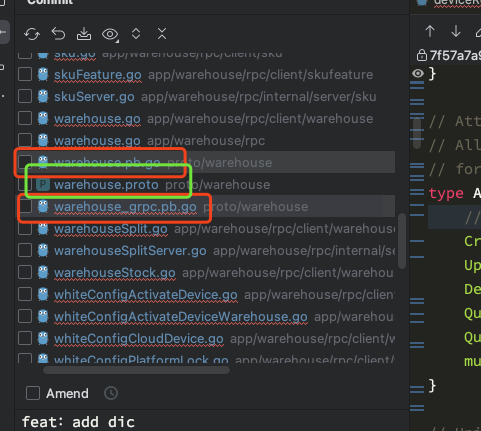 Commit
sku.go app/warehouse/rpc/client/sku
skuFeature.go app/warehouse/rpc/client/skufeature
skuServer.go app/warehouse/rpc/internal/server/sku
warehouse.go app/warehouse/rpc/client/warehouse
warehouse.go app/warehouse/rpc
warehouse.pb.go proto/warehouse
warehouse.proto proto/warehouse
warehouse_grpc.pb.go proto/warehouse
warehouseSplit.go app/warehouse/rpc/client/warehous
warehouseSplitServer.go app/warehouse/rpc/internal/se
warehouseStock.go app/warehouse/rpc/client/warehou
whiteConfigActivateDevice.go app/warehouse/rpc/clien
whiteConfigActivateDeviceWarehouse.go app/warehou
whiteConfigCloudDevice.go app/warehouse/rpc/client/
whiteConfigPlatformLock.go app/warehouse/rpc/client/
Amend
feat: add dic
7f57a7a9
}
// Att
// All
// for
type A
//
Cr
Up
De
Qu
Qu
mu
}